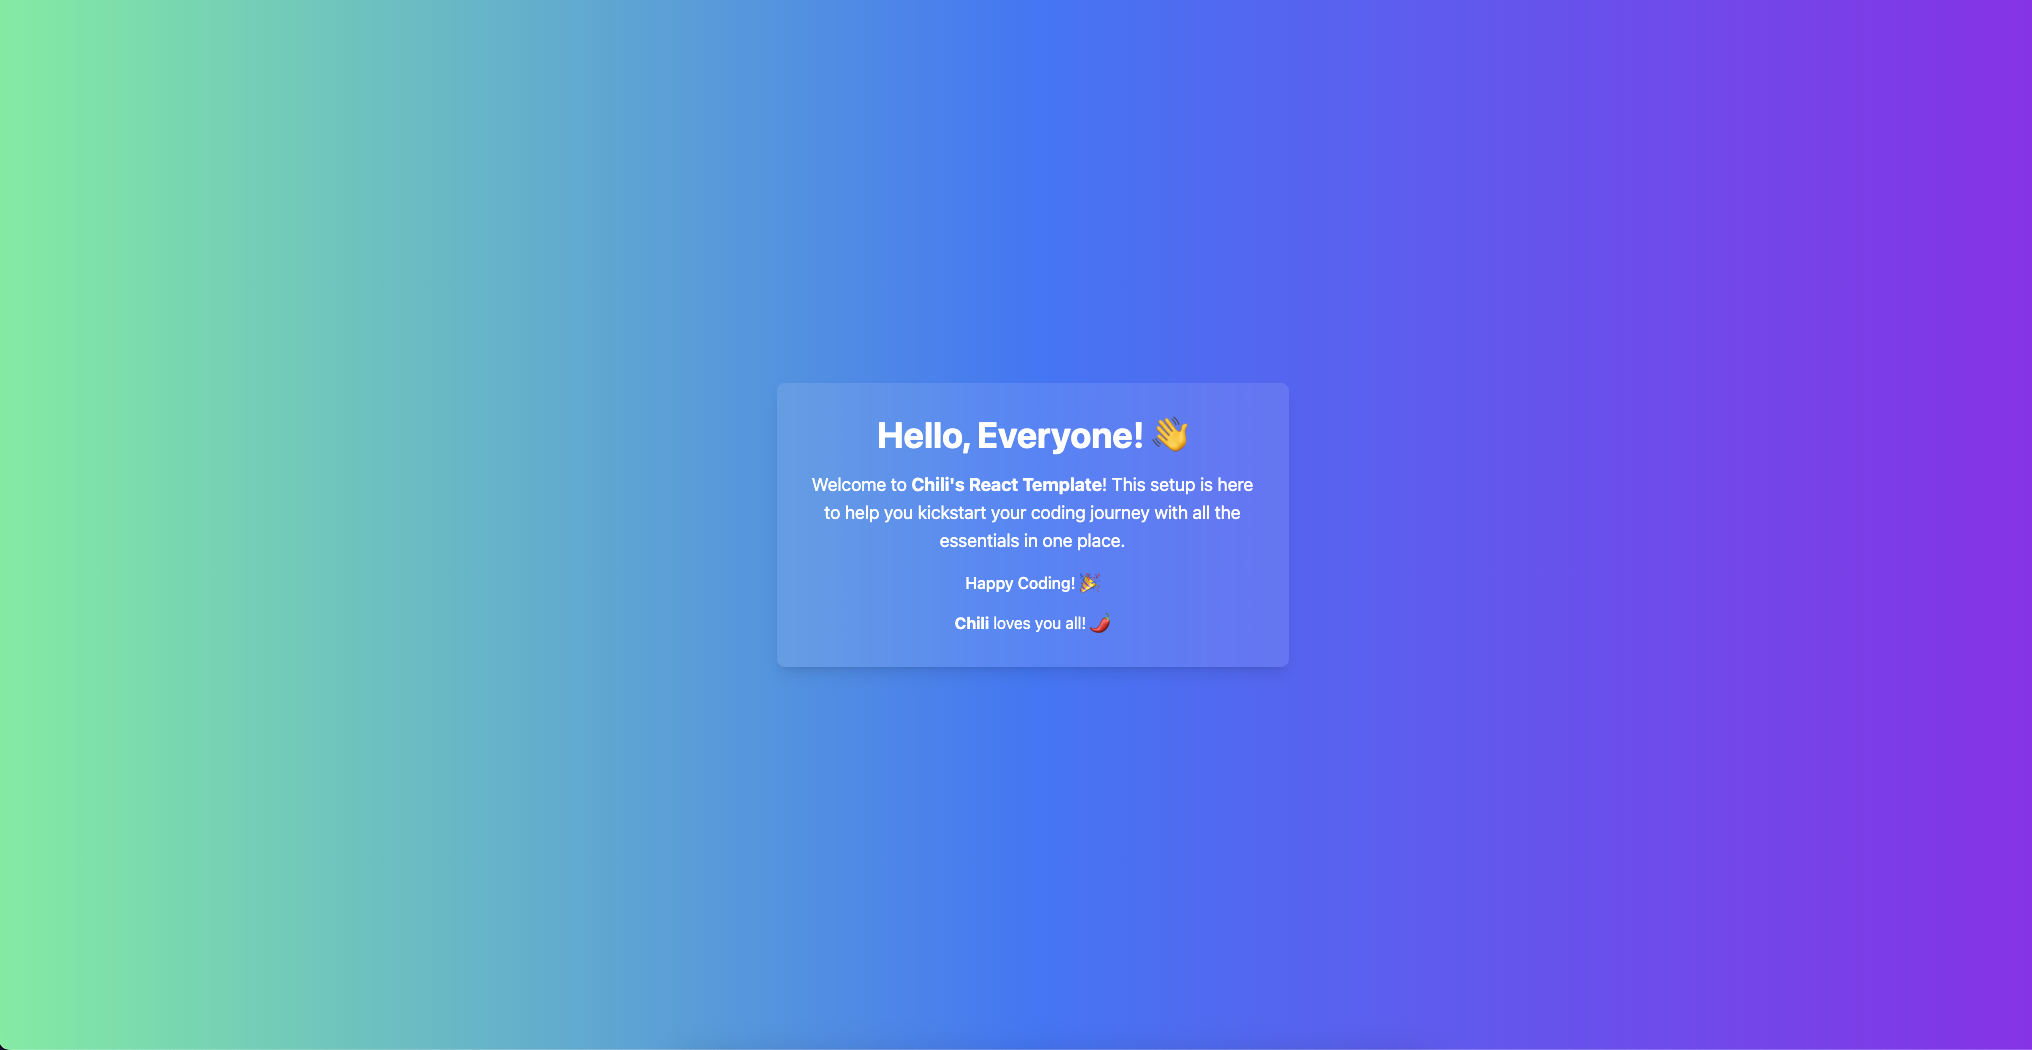 Hello, Everyone! 👋
Welcome to Chili's React Template! This setup is here
to help you kickstart your coding journey with all the
essentials in one place.
Happy Coding! 🎉
Chili loves you all! 🌶️